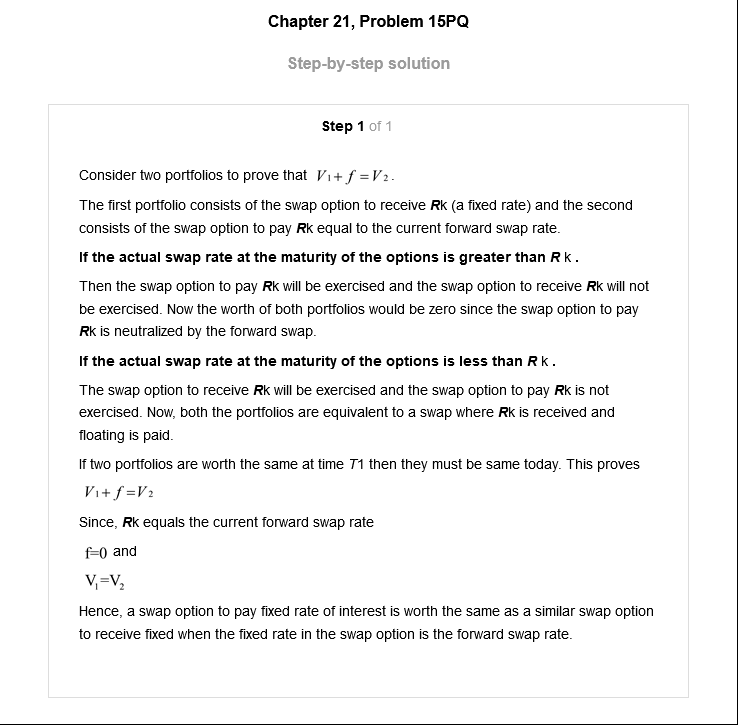 Chapter 21, Problem 15PQ
Step-by-step solution
Step 1 of 1
Consider two portfolios to prove that V₁ + f = V₂.
The first portfolio consists of the swap option to receive Rk (a fixed rate) and the second
consists of the swap option to pay Rk equal to the current forward swap rate.
If the actual swap rate at the maturity of the options is greater than R k .
Then the swap option to pay Rk will be exercised and the swap option to receive Rk will not
be exercised. Now the worth of both portfolios would be zero since the swap option to pay
Rk is neutralized by the forward swap.
If the actual swap rate at the maturity of the options is less than R k .
The swap option to receive Rk will be exercised and the swap option to pay Rk is not
exercised. Now, both the portfolios are equivalent to a swap where Rk is received and
floating is paid.
If two portfolios are worth the same at time T1 then they must be same today. This proves
V₁ + f = V₂
Since, Rk equals the current forward swap rate
f=0 and
V₁=V₂
Hence, a swap option to pay fixed rate of interest is worth the same as a similar swap option
to receive fixed when the fixed rate in the swap option is the forward swap rate.